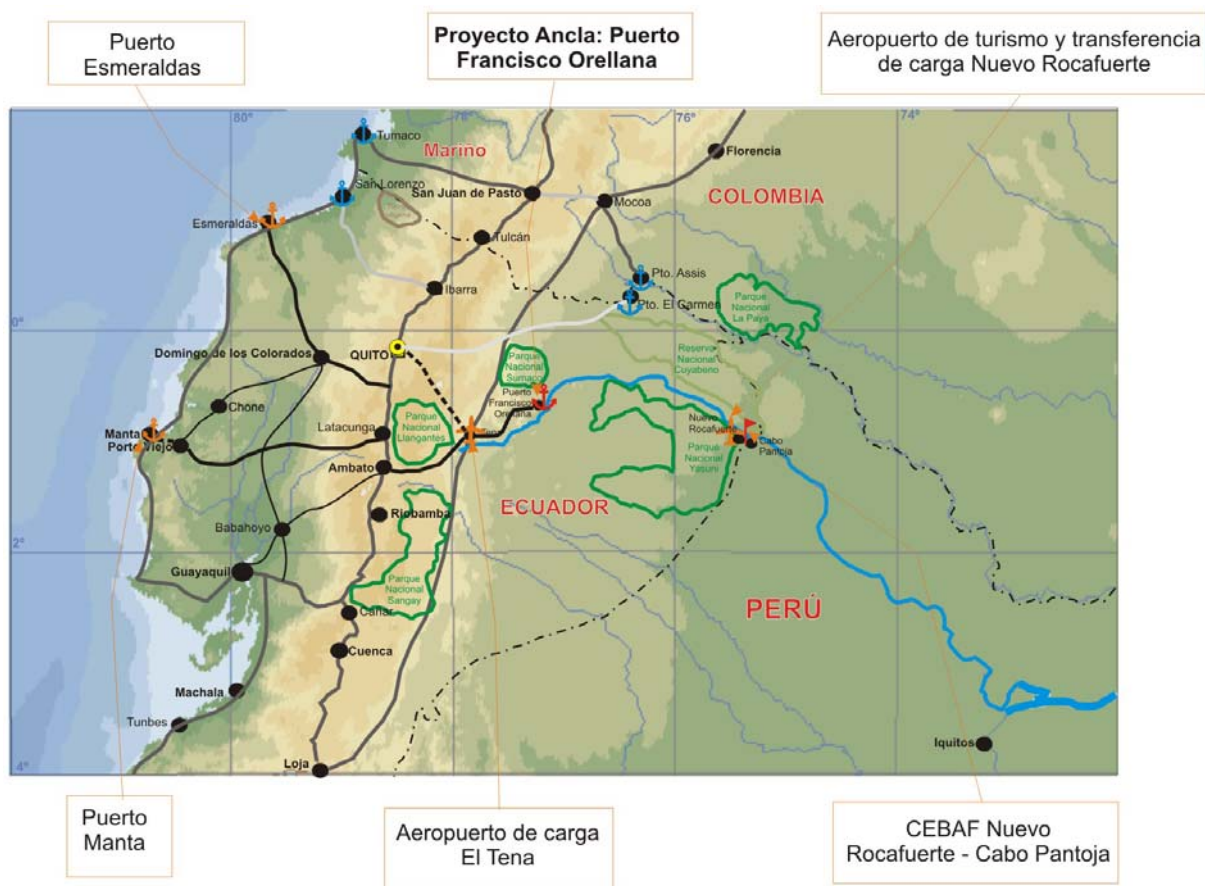 Puerto
Esmeraldas
Proyecto Ancla: Puerto
Francisco Orellana
Aeropuerto de turismo y transferencia
de carga Nuevo Rocafuerte
80°
78°
76°
74°
Tumaco
Mariño
Florencia
San Lorenzo
San Juan de Pasto
COLOMBIA
Mocoa
Esmeraldas
Tulcán
Pto. Assis
Ibarra
Pto. El Carmen
Parque
Nacional
La Paya
0°
Domingo de los Colorados
QUITO
Parque
Nacional
Sumaco
Reserva
Nacional
Cuyabeno
Puerto
Francisco
Orellana
Chone
Parque
Nacional
Llangantes
Latacunga
Manta
Porto Viejo
Nuevo
Rocafuerte
Cabo
Pantoja
Parque
Nacional
Yasuni
Ambato
ECUADOR
Riobamba
Babahoyo
2°
Guayaquil
Parque
Nacional
Sangay
PERÚ
Cañar
Cuenca
Machala
Tunbes
Iquitos
Loja
4°
Puerto
Manta
Aeropuerto de carga
El Tena
CEBAF Nuevo
Rocafuerte - Cabo Pantoja